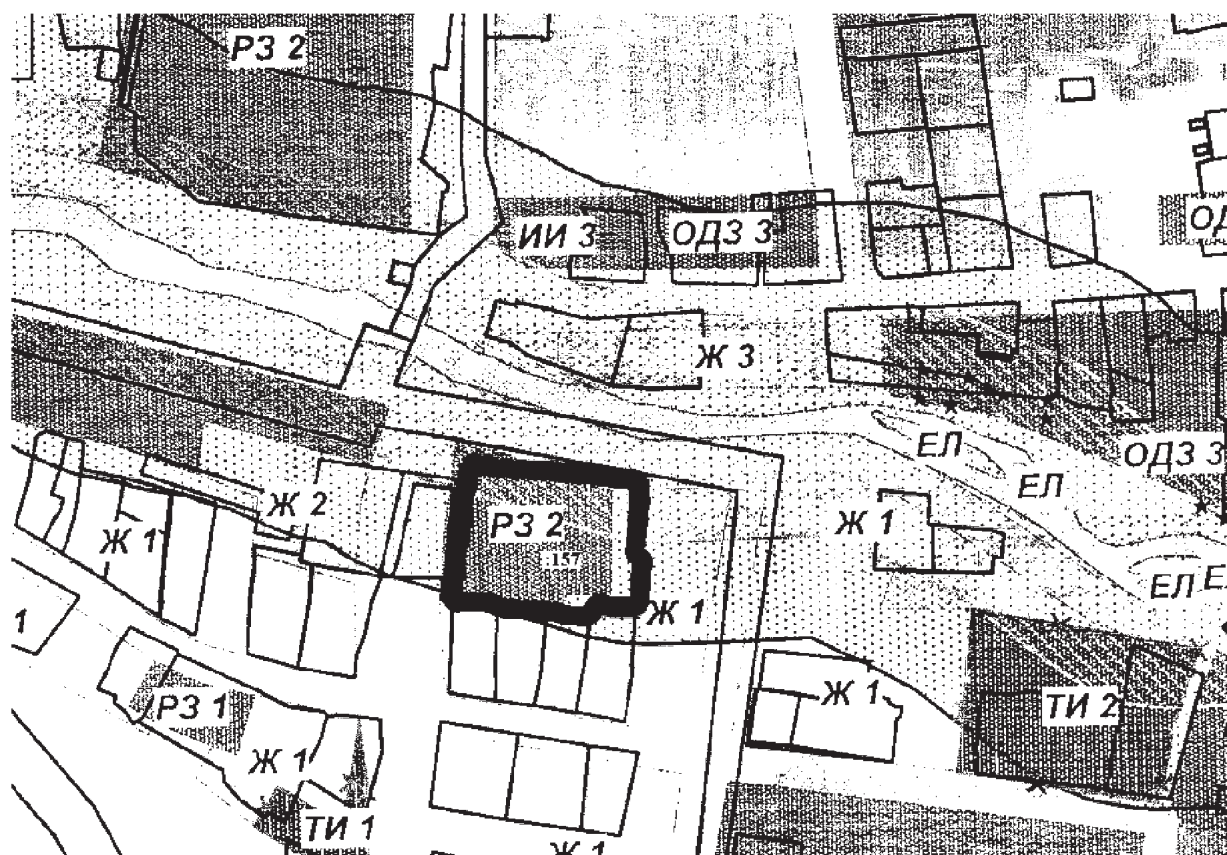 РЗ 2
ИИ 3
ОДЗ 3
ОД
Ж 3
ЕЛ
ОДЗ 3
ЕЛ
Ж 2
РЗ 2
Ж 1
Ж 1
:157
ЕЛ
Е
Ж 1
1
Ж 1
РЗ 1
ТИ 2
Ж 1
ТИ 1
Ж 1